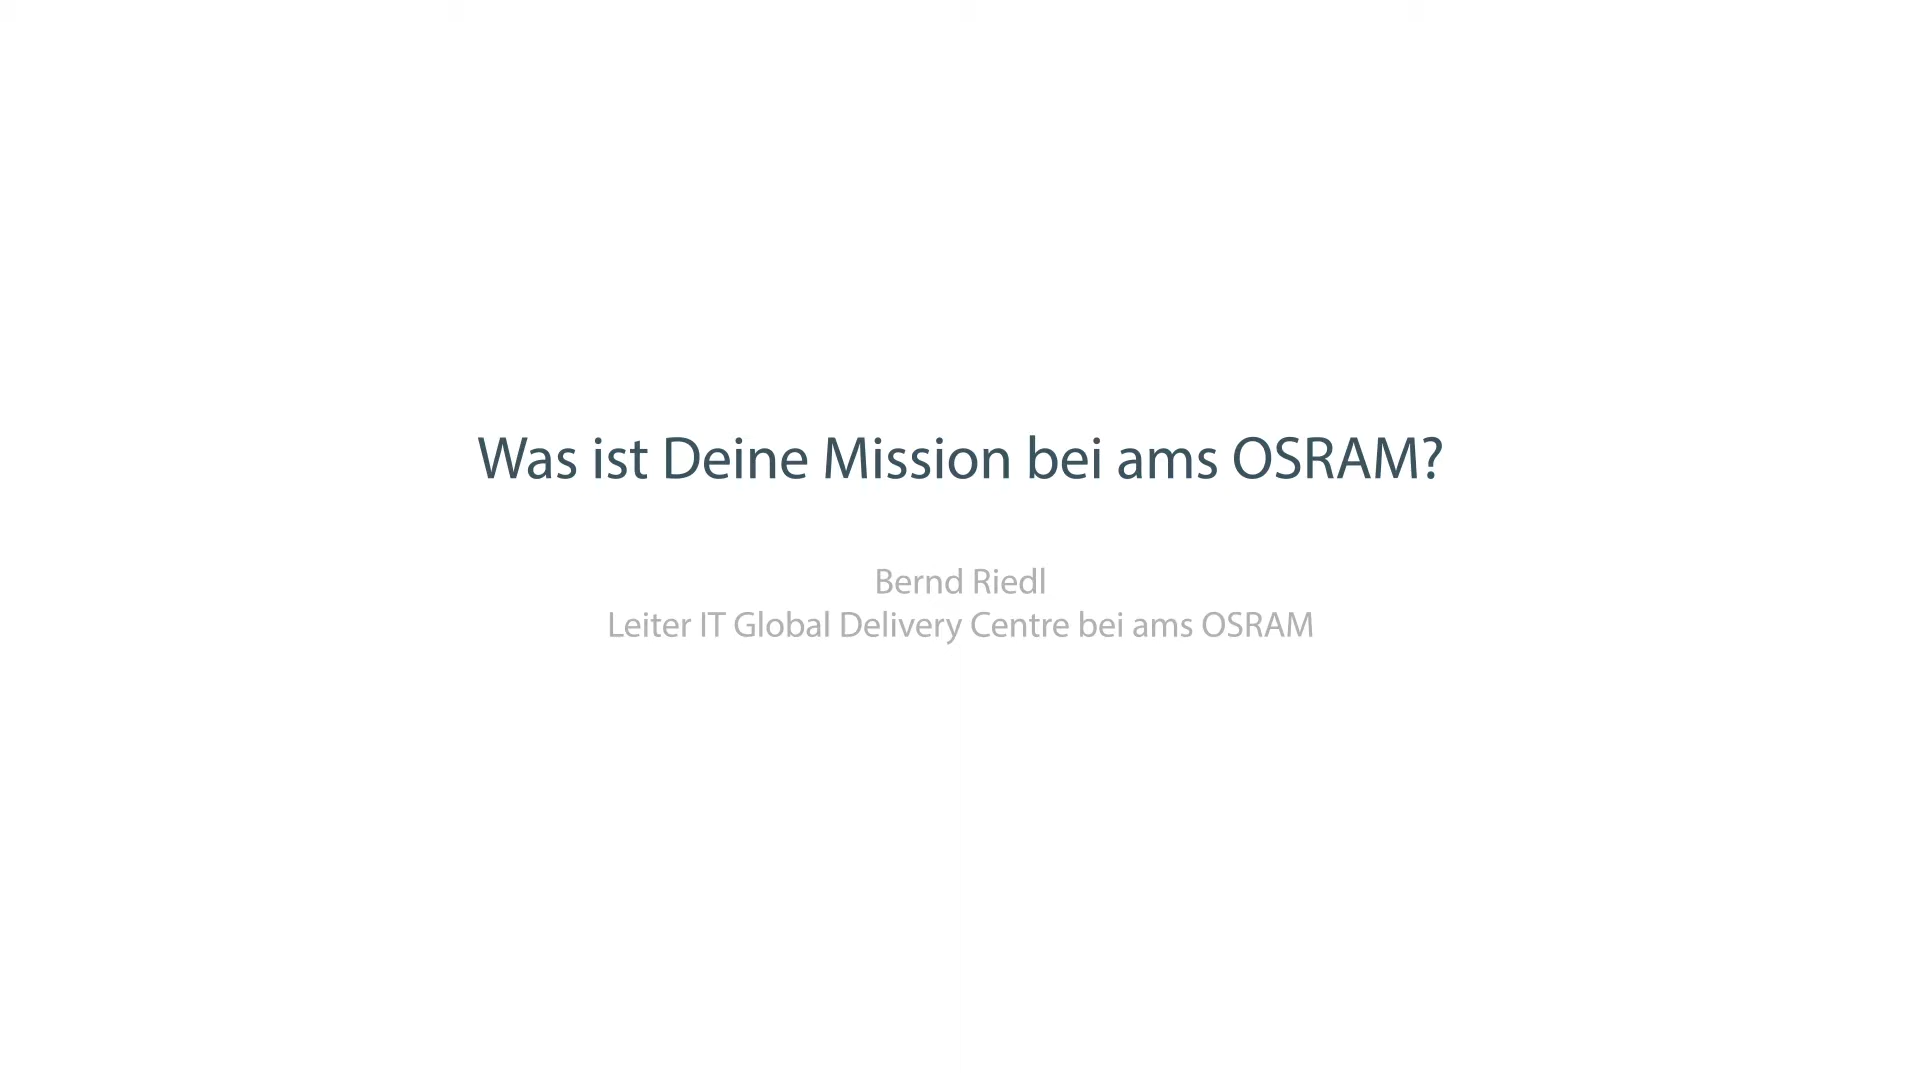 Was ist Deine Mission bei ams OSRAM?
Bernd Riedl
Leiter IT Global Delivery Centre bei ams OSRAM